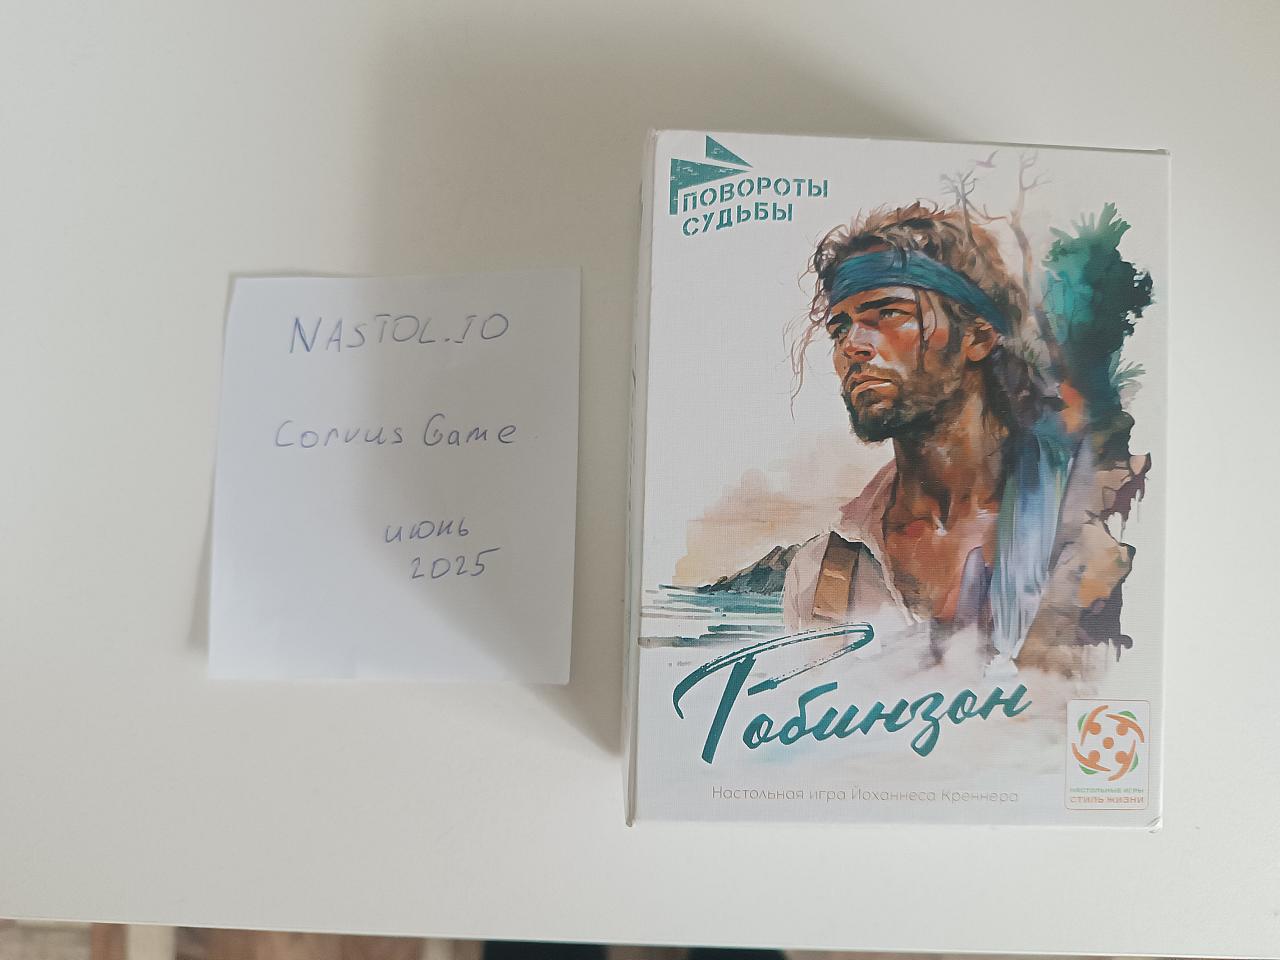 NASTOL.IO
Corvus Game
июнь
2025
ПОВОРОТЫ
СУДЬБЫ
Робинзон
Настольная игра Йоханнеса Креннера
НАСТОЛЬНЫЕ ИГРЫ
СТИЛЬ ЖИЗНИ